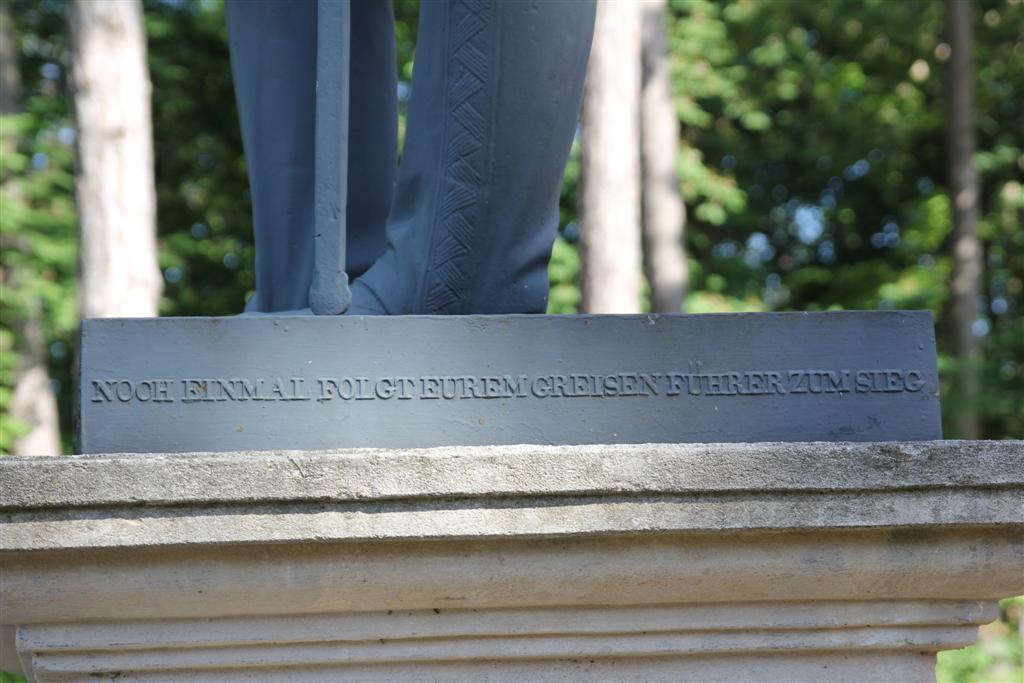 NOCH EINMAL FOLGT EUREM GREISEN FÜHRER ZUM SIEG